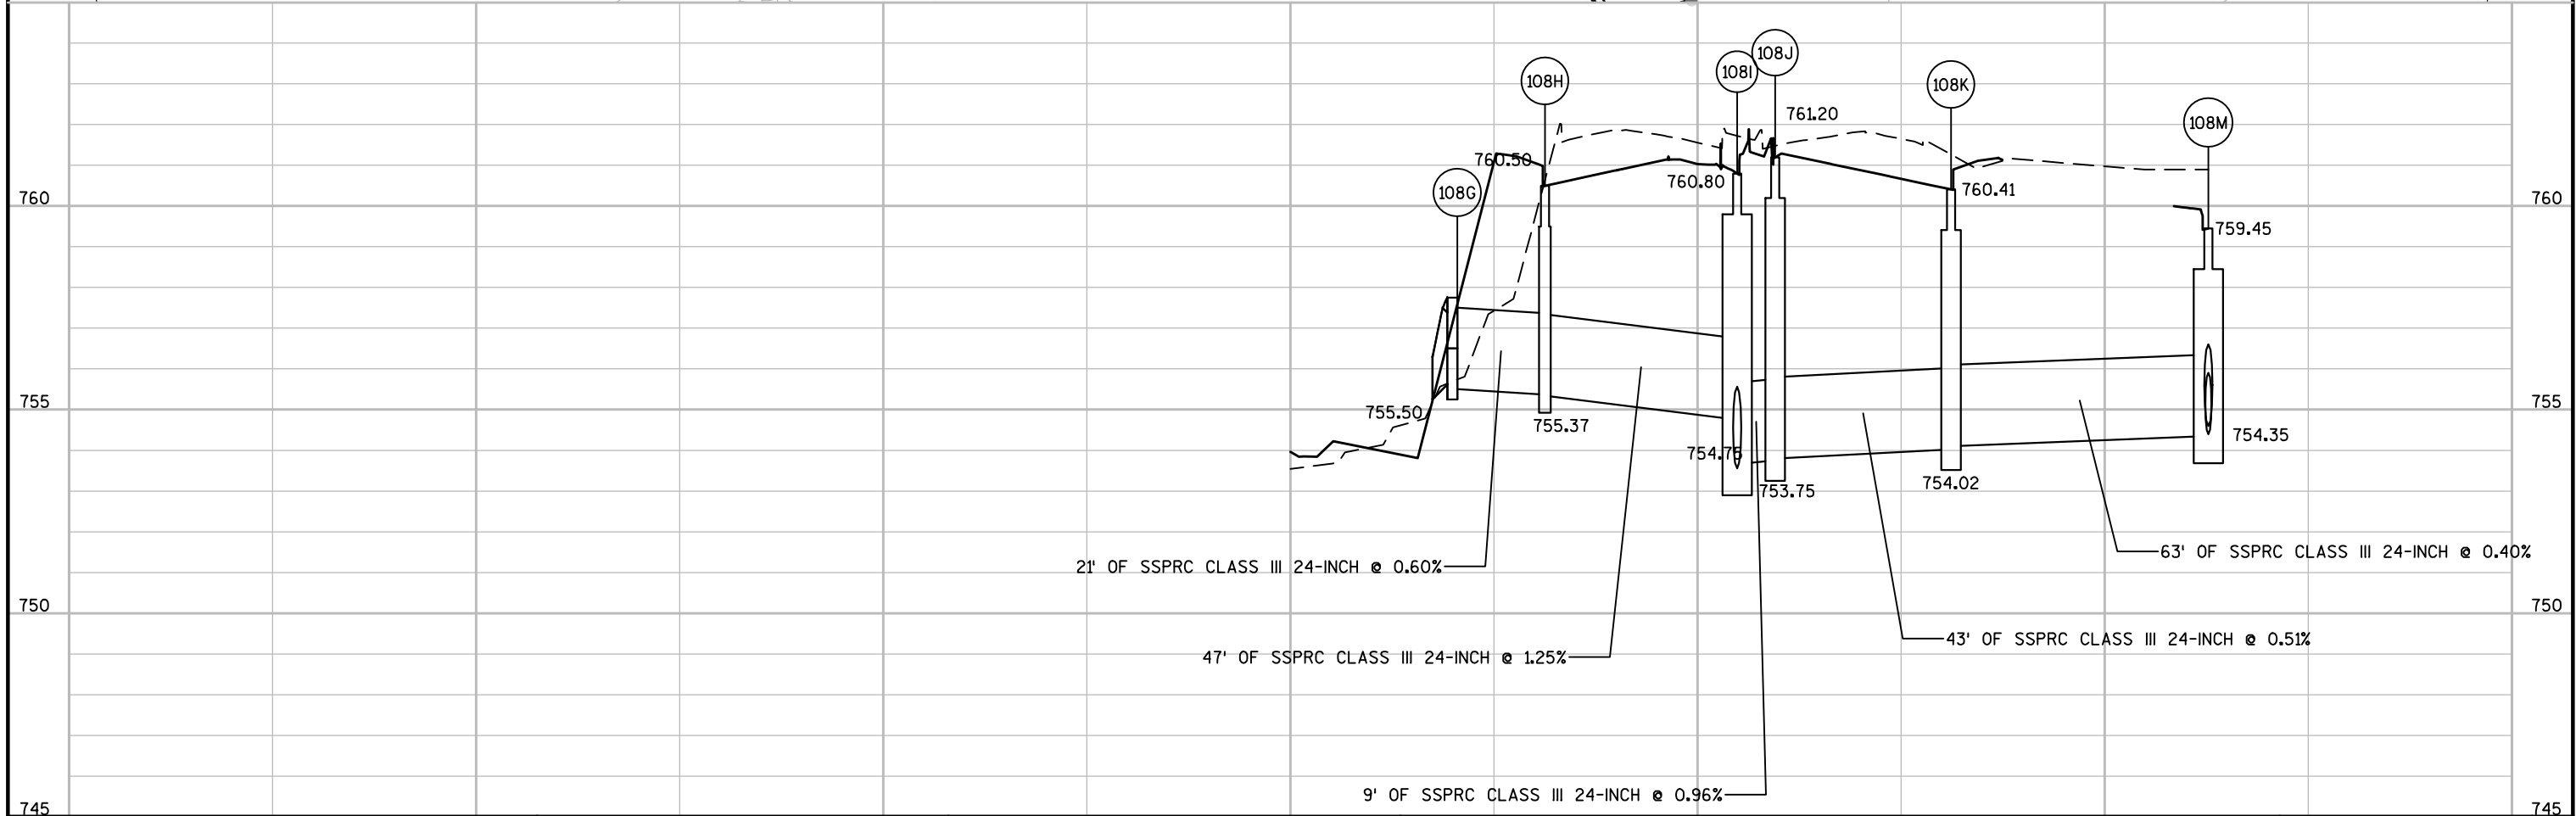 108J
108I
108H
108K
761.20
108M
760.50
760.80
108G
760.41
760
760
759.45
755
755.50
755.37
755
754.35
754.75
753.75
754.02
63' OF SSPRC CLASS III 24-INCH @ 0.40%
21' OF SSPRC CLASS III 24-INCH @ 0.60%
750
750
43' OF SSPRC CLASS III 24-INCH @ 0.51%
47' OF SSPRC CLASS III 24-INCH @ 1.25%
9' OF SSPRC CLASS III 24-INCH @ 0.96%
745
745